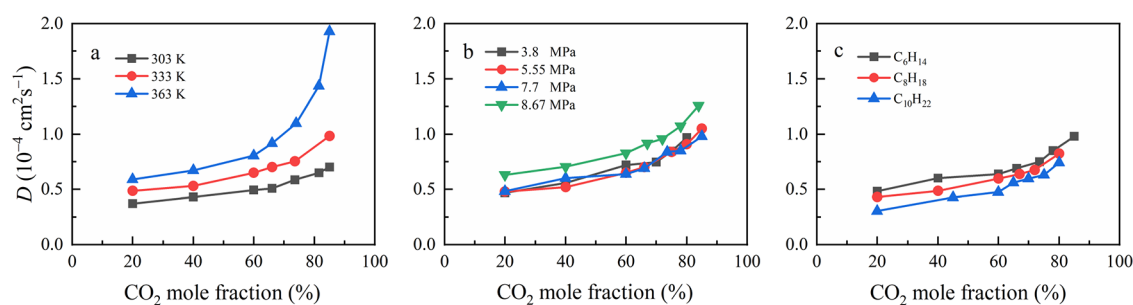 a
303 K
333 K
363 K
2.0
1.5
1.0
0.5
0.0
0 20 40 60 80 100
D (10⁻⁴ cm²s⁻¹)
CO₂ mole fraction (%)
b
3.8 MPa
5.55 MPa
7.7 MPa
8.67 MPa
2.0
1.5
1.0
0.5
0.0
0 20 40 60 80 100
CO₂ mole fraction (%)
c
C₆H₁₄
C₈H₁₈
C₁₀H₂₂
2.0
1.5
1.0
0.5
0.0
0 20 40 60 80 100
CO₂ mole fraction (%)